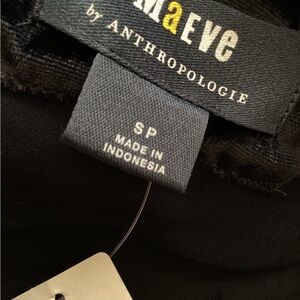 maeve
by ANTHROPOLOGIE
SP
MADE IN
INDONESIA